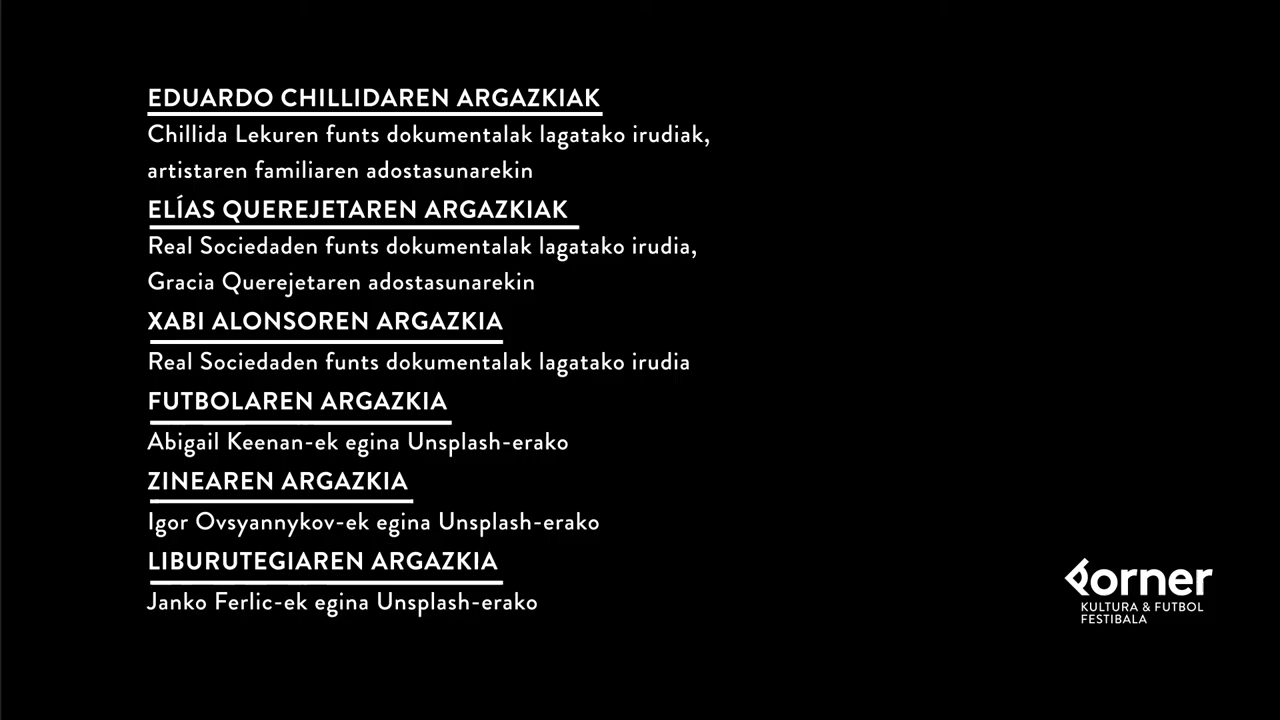 EDUARDO CHILLIDAREN ARGAZKIAK
Chillida Lekuren funts dokumentalak lagatako irudiak,
artistaren familiaren adostasunarekin
ELÍAS QUEREJETAREN ARGAZKIAK
Real Sociedaden funts dokumentalak lagatako irudia,
Gracia Querejetaren adostasunarekin
XABI ALONSOREN ARGAZKIA
Real Sociedaden funts dokumentalak lagatako irudia
FUTBOLAREN ARGAZKIA
Abigail Keenan-ek egina Unsplash-erako
ZINEAREN ARGAZKIA
Igor Ovsyannykov-ek egina Unsplash-erako
LIBURUTEGIAREN ARGAZKIA
Janko Ferlic-ek egina Unsplash-erako
Korner
KULTURA & FUTBOL
FESTIBALA